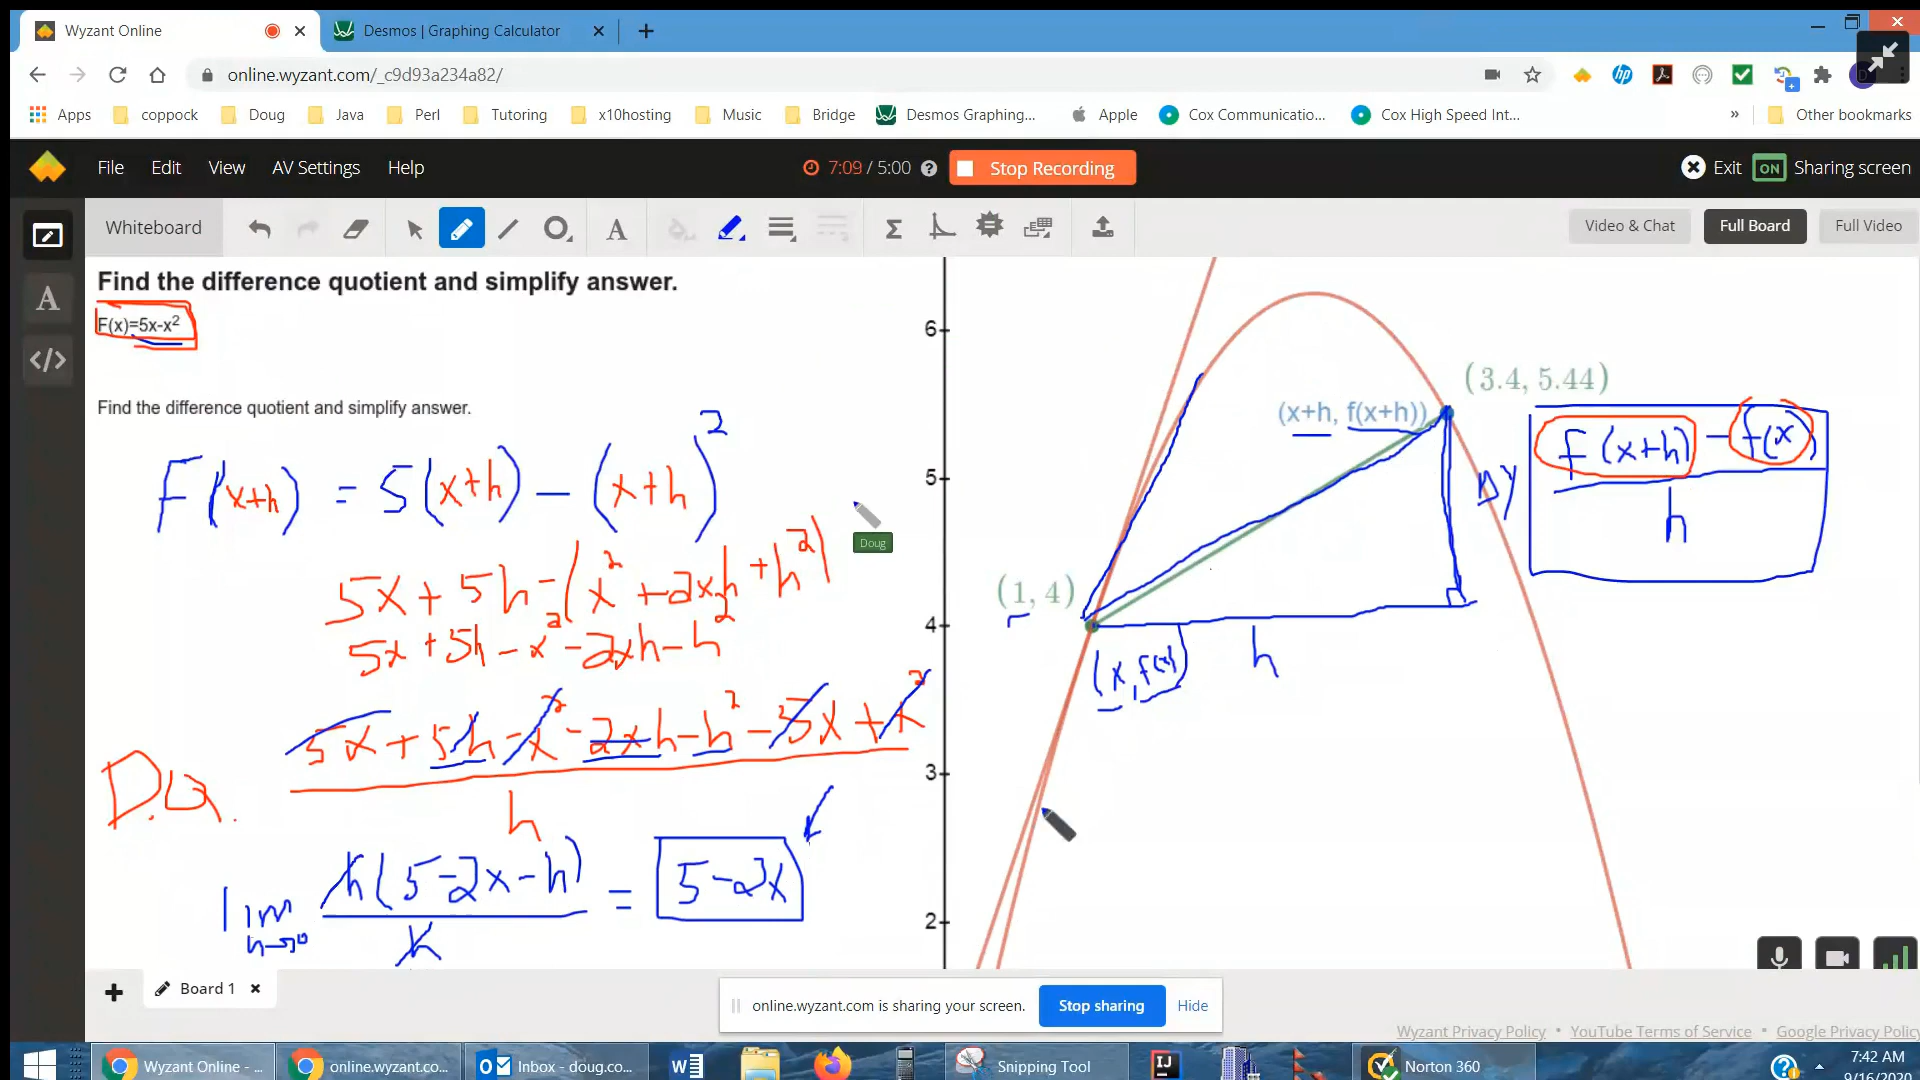 Wyzant Online
Desmos | Graphing Calculator
online.wyzant.com/_c9d93a234a82/
Apps coppock Doug Java Perl Tutoring x10hosting Music Bridge Desmos Graphing... Apple Cox Communicatio... Cox High Speed Int... » Other bookmarks
File Edit View AV Settings Help 7:09 / 5:00 ? Stop Recording Exit ON Sharing screen
Whiteboard A Σ Video & Chat Full Board Full Video
A
</>
Find the difference quotient and simplify answer.
F(x)=5x-x²
Find the difference quotient and simplify answer.
F(x+h) = 5(x+h) - (x+h)²
5x + 5h - (x² + 2xh + h²)
5x + 5h - x² - 2xh - h²
5x + 5h - x² - 2xh - h² - 5x + x²
D.Q.
h
lim h(5-2x-h) = 5-2x
h→0 h
Doug
6
5
4
3
2
(3.4, 5.44)
(x+h, f(x+h))
Δy
f(x+h) - f(x)
h
(1, 4)
(x, f(x))
h
Board 1
online.wyzant.com is sharing your screen. Stop sharing Hide
Wyzant Privacy Policy • YouTube Terms of Service • Google Privacy Policy
Wyzant Online - ... online.wyzant.co... Inbox - doug.co... Snipping Tool Norton 360
7:42 AM
9/16/2020